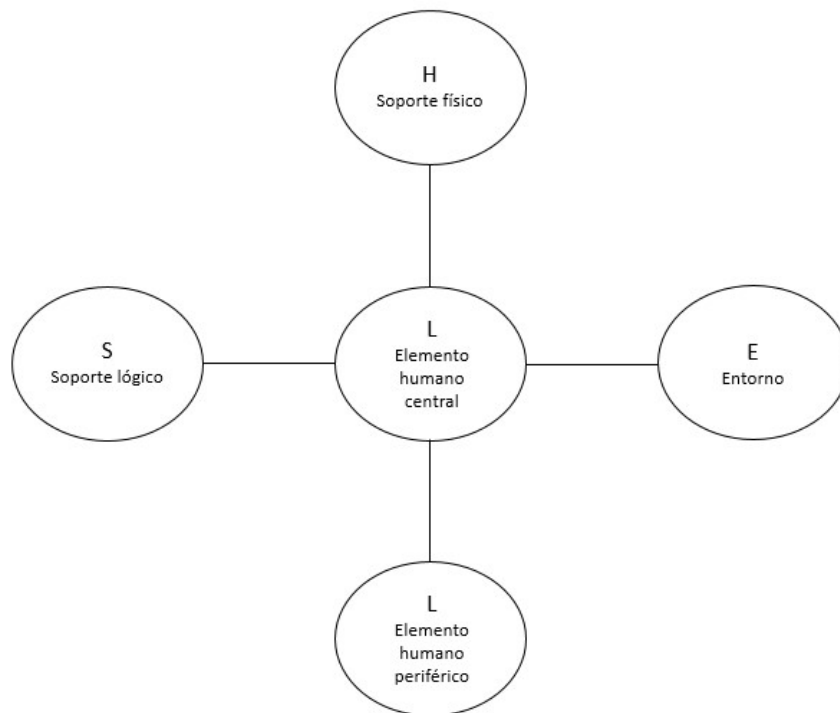 H
Soporte físico
S
Soporte lógico
L
Elemento
humano
central
E
Entorno
L
Elemento
humano
periférico